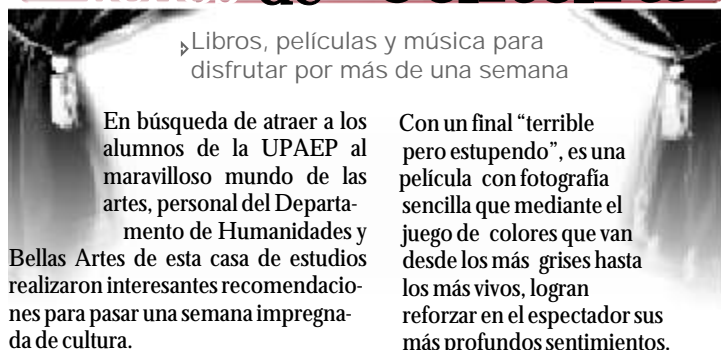 de
Libros, películas y música para
disfrutar por más de una semana
En búsqueda de atraer a los
alumnos de la UPAEP al
maravilloso mundo de las
artes, personal del Departa-
mento de Humanidades y
Bellas Artes de esta casa de estudios
realizaron interesantes recomendacio-
nes para pasar una semana impregna-
da de cultura.
Con un final “terrible
pero estupendo”, es una
película con fotografía
sencilla que mediante el
juego de colores que van
desde los más grises hasta
los más vivos, logran
reforzar en el espectador sus
más profundos sentimientos.